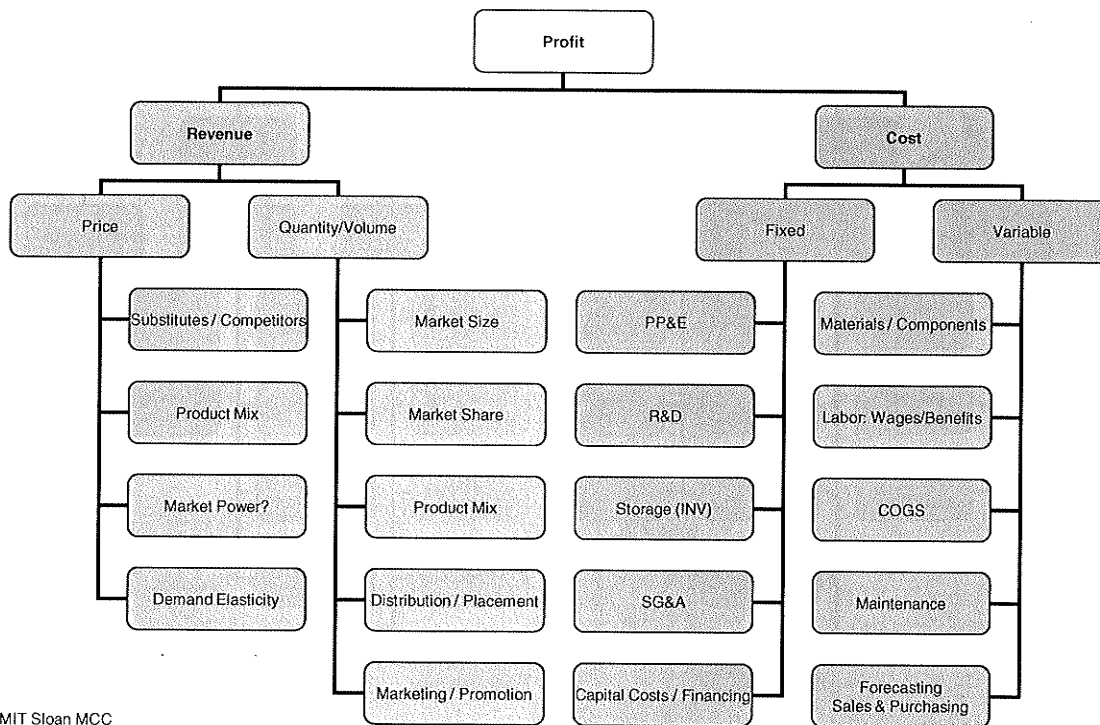 Profit
Revenue
Cost
Price
Quantity/Volume
Fixed
Variable
Substitutes / Competitors
Market Size
PP&E
Materials / Components
Product Mix
Market Share
R&D
Labor: Wages/Benefits
Market Power?
Product Mix
Storage (INV)
COGS
Demand Elasticity
Distribution / Placement
SG&A
Maintenance
Marketing / Promotion
Capital Costs / Financing
Forecasting
Sales & Purchasing
MIT Sloan MCC